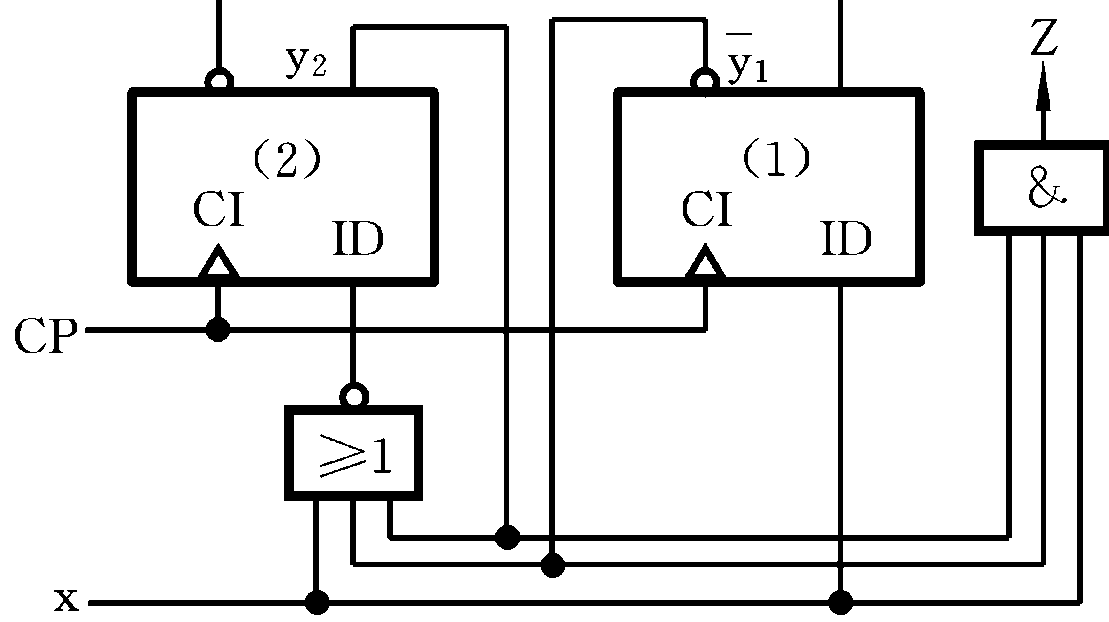 y₂
ȳ₁
Z
(2)
(1)
&
CI
ID
CI
ID
CP
≥1
x